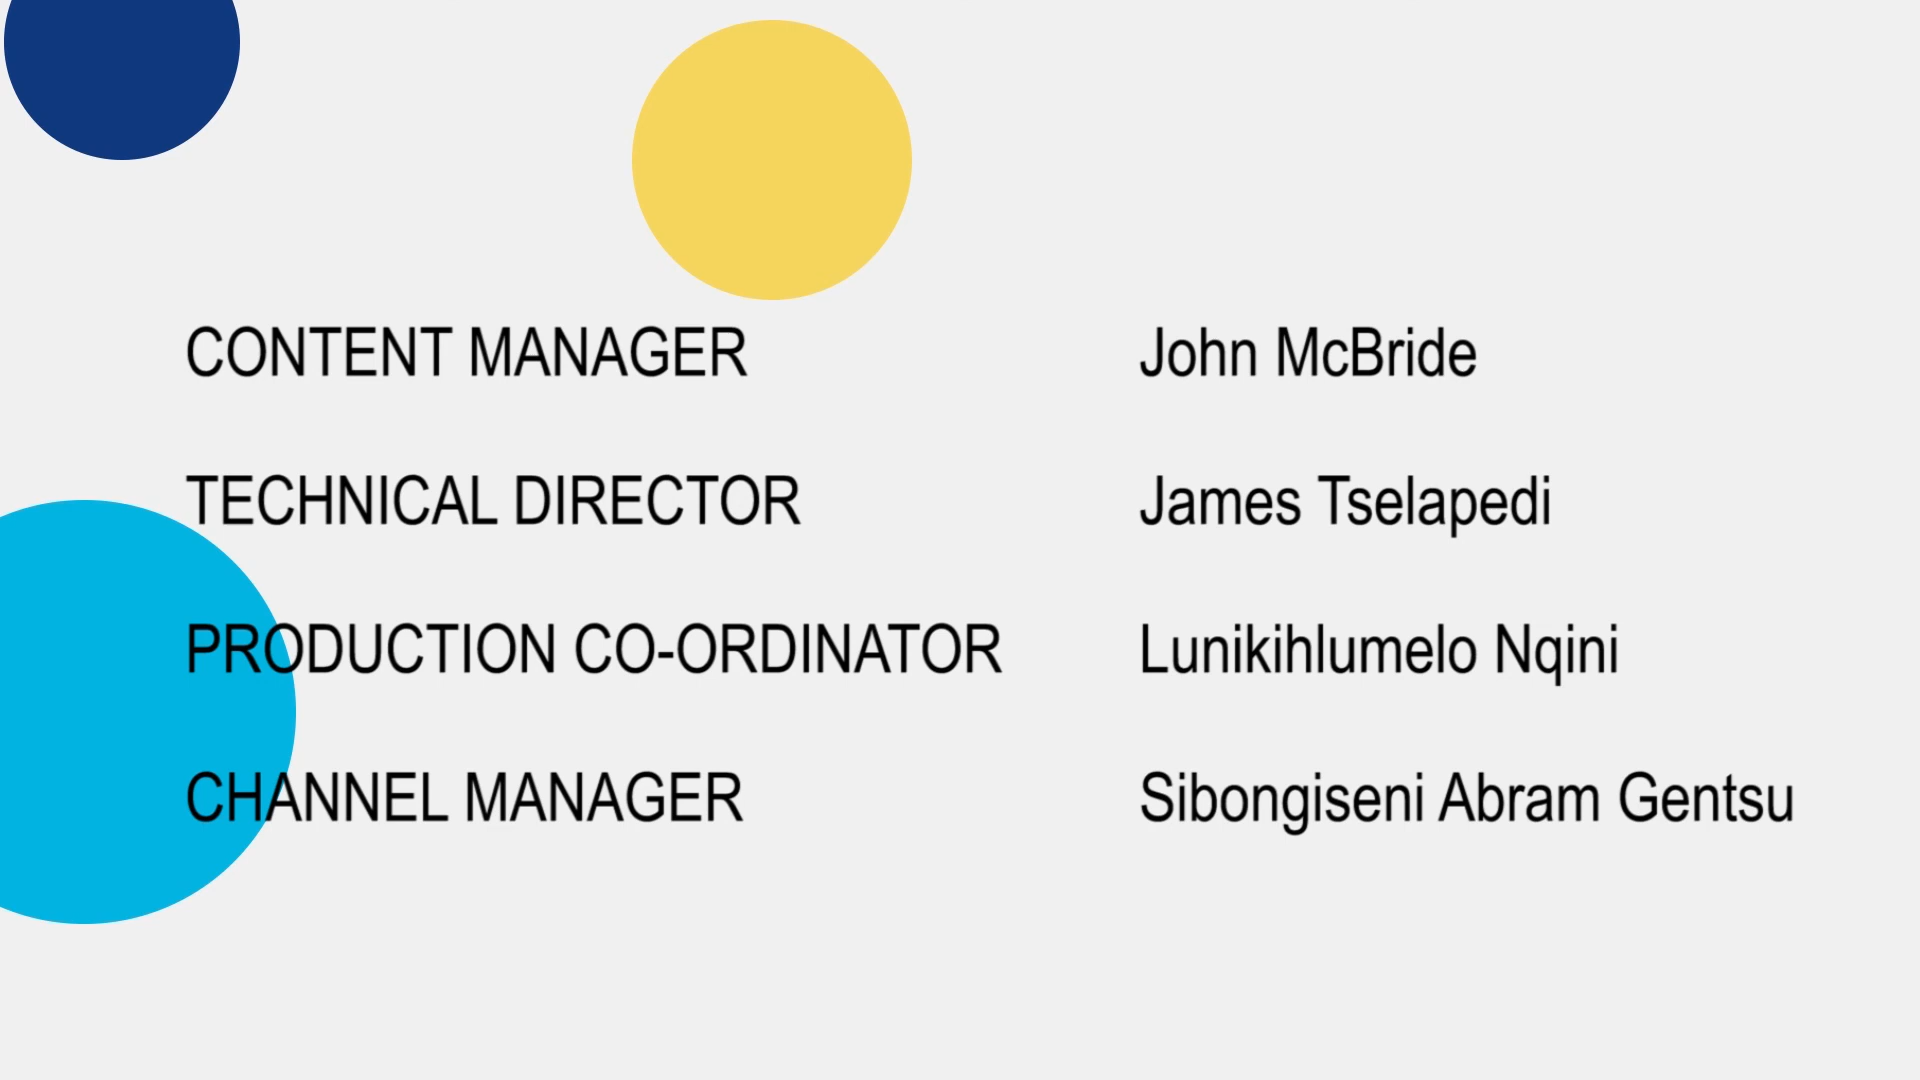 CONTENT MANAGER John McBride
TECHNICAL DIRECTOR James Tselapedi
PRODUCTION CO-ORDINATOR Lunikihlumelo Nqini
CHANNEL MANAGER Sibongiseni Abram Gentsu